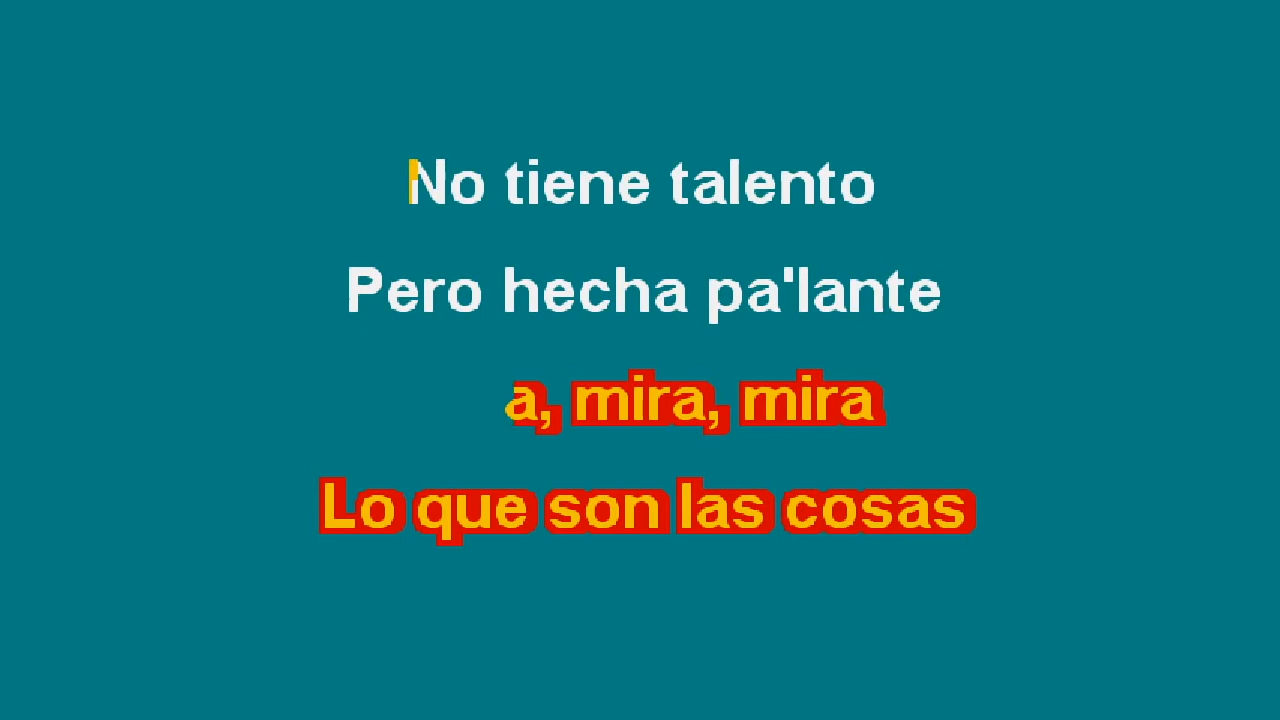 No tiene talento
Pero hecha pa'lante
a, mira, mira
Lo que son las cosas